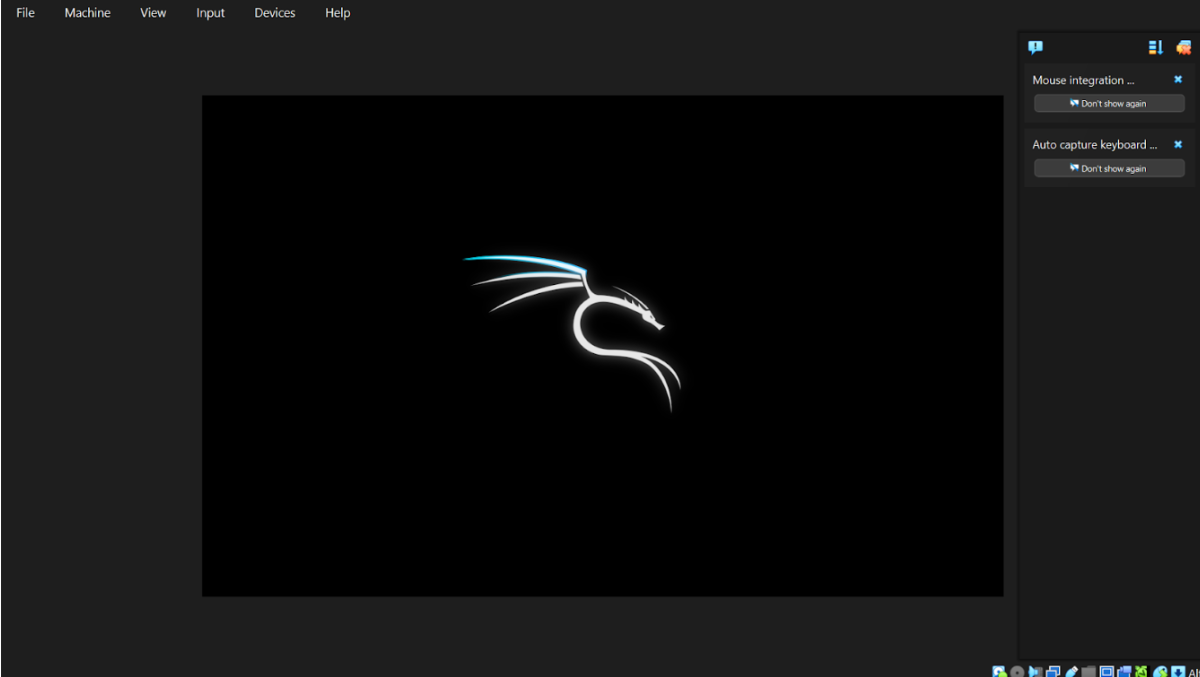 File Machine View Input Devices Help
Mouse integration ...
Don't show again
Auto capture keyboard ...
Don't show again